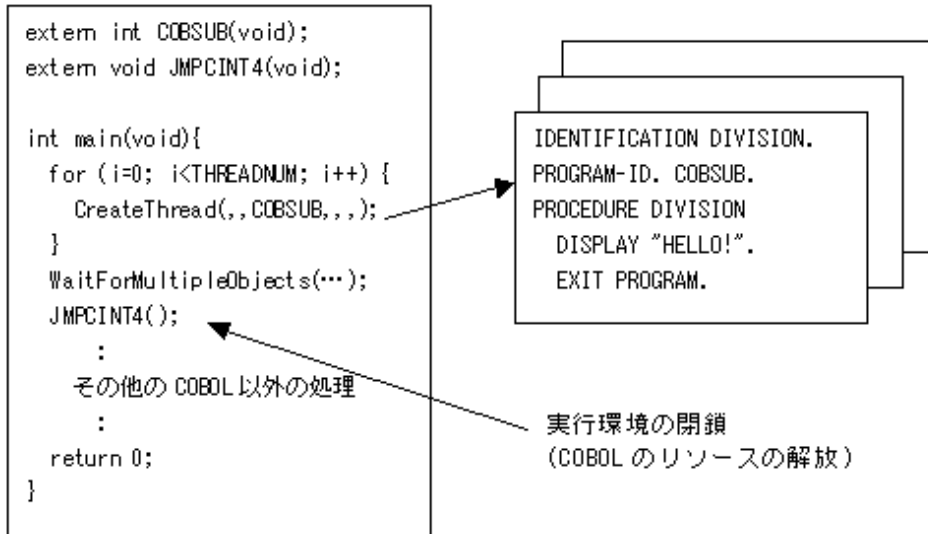 extern int COBSUB(void);
extern void JMPCINT4(void);
int main(void){
for (i=0; i<THREADNUM; i++) {
CreateThread(,,COBSUB,,,);
}
WaitForMultipleObjects(…);
JMPCINT4();
:
その他の COBOL 以外の処理
:
return 0;
}
IDENTIFICATION DIVISION.
PROGRAM-ID. COBSUB.
PROCEDURE DIVISION
DISPLAY "HELLO!".
EXIT PROGRAM.
実行環境の閉鎖
(COBOL のリソースの解放)